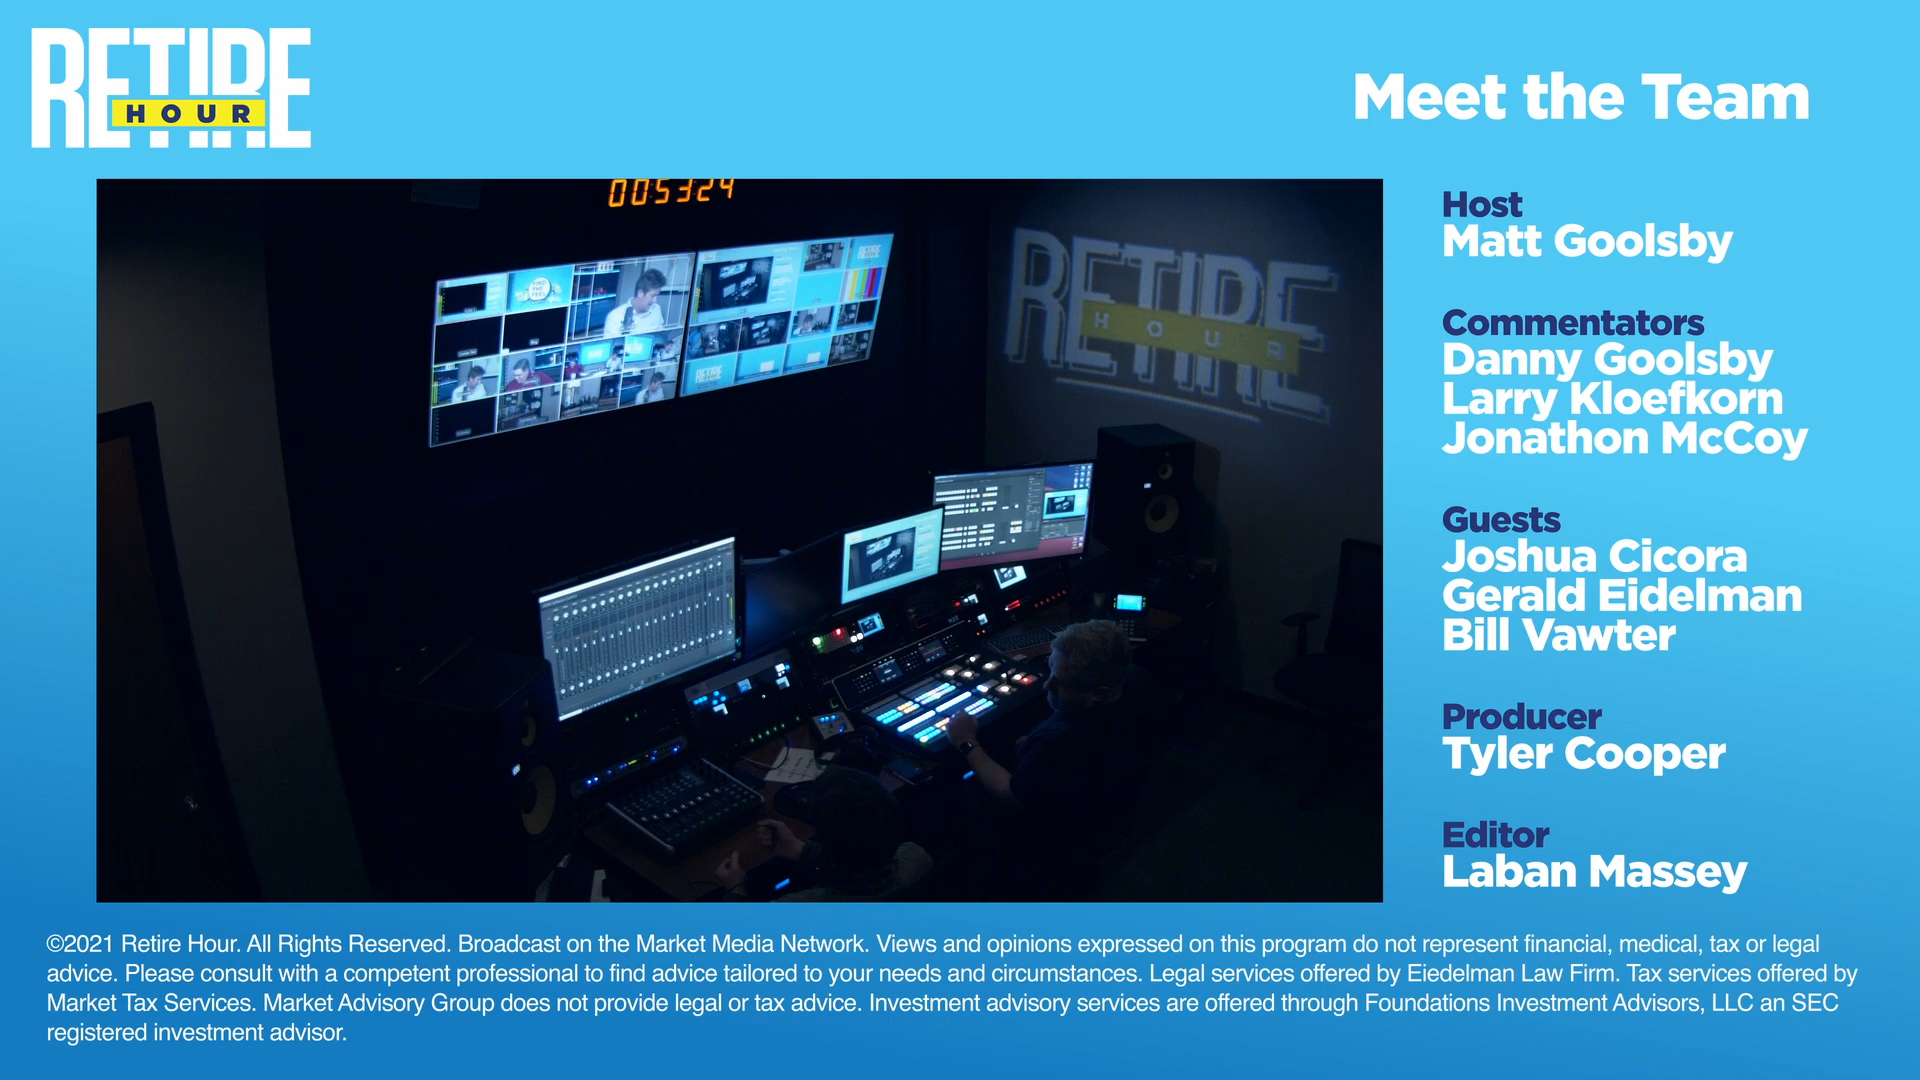 RETIRE
HOUR
Meet the Team
00:53:24
RETIRE
HOUR
Host
Matt Goolsby
Commentators
Danny Goolsby
Larry Kloefkorn
Jonathon McCoy
Guests
Joshua Cicora
Gerald Eidelman
Bill Vawter
Producer
Tyler Cooper
Editor
Laban Massey
©2021 Retire Hour. All Rights Reserved. Broadcast on the Market Media Network. Views and opinions expressed on this program do not represent financial, medical, tax or legal
advice. Please consult with a competent professional to find advice tailored to your needs and circumstances. Legal services offered by Eiedelman Law Firm. Tax services offered by
Market Tax Services. Market Advisory Group does not provide legal or tax advice. Investment advisory services are offered through Foundations Investment Advisors, LLC an SEC
registered investment advisor.